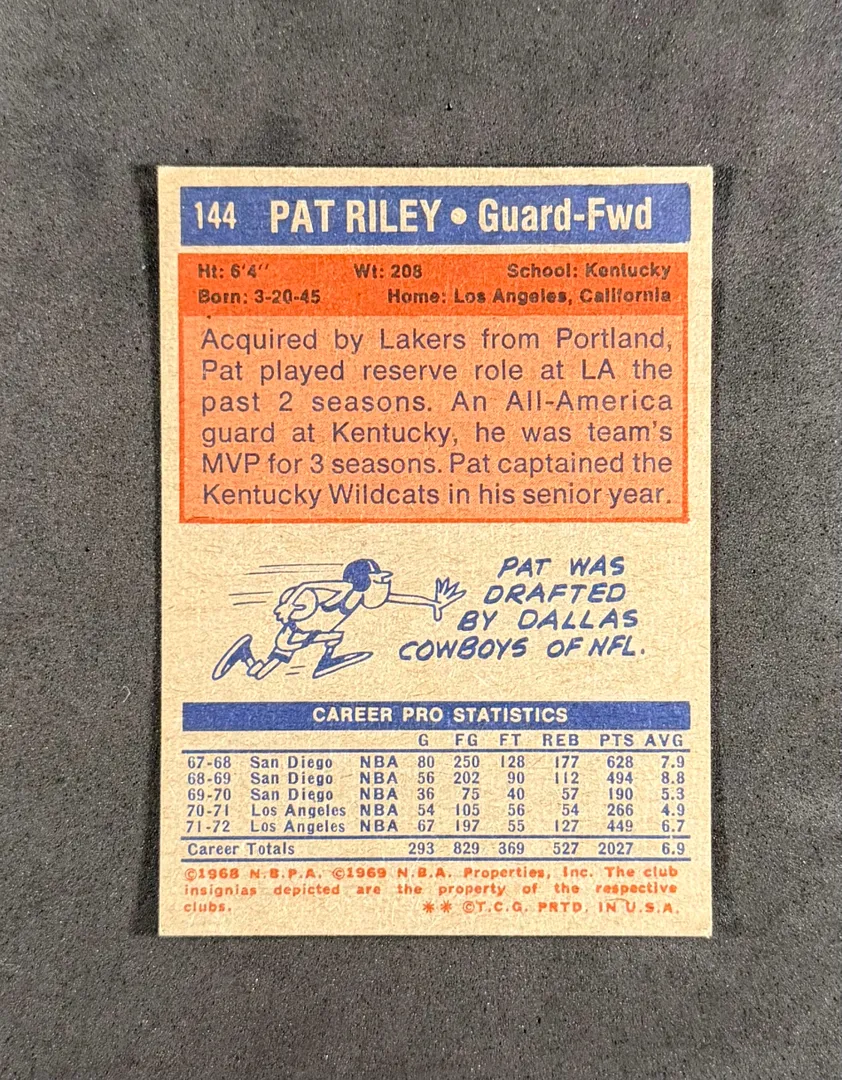 144 PAT RILEY • Guard-Fwd
Ht: 6'4'' Wt: 208 School: Kentucky
Born: 3-20-45 Home: Los Angeles, California
Acquired by Lakers from Portland,
Pat played reserve role at LA the
past 2 seasons. An All-America
guard at Kentucky, he was team's
MVP for 3 seasons. Pat captained the
Kentucky Wildcats in his senior year.
PAT WAS
DRAFTED
BY DALLAS
COWBOYS OF NFL.
CAREER PRO STATISTICS
G FG FT REB PTS AVG
67-68 San Diego NBA 80 250 128 177 628 7.9
68-69 San Diego NBA 56 202 90 112 494 8.8
69-70 San Diego NBA 36 75 40 57 190 5.3
70-71 Los Angeles NBA 54 105 56 54 266 4.9
71-72 Los Angeles NBA 67 197 55 127 449 6.7
Career Totals 293 829 369 527 2027 6.9
©1968 N.B.P.A. ©1969 N.B.A. Properties, Inc. The club
insignias depicted are the property of the respective
clubs. ** ©T.C.G. PRTD. IN U.S.A.